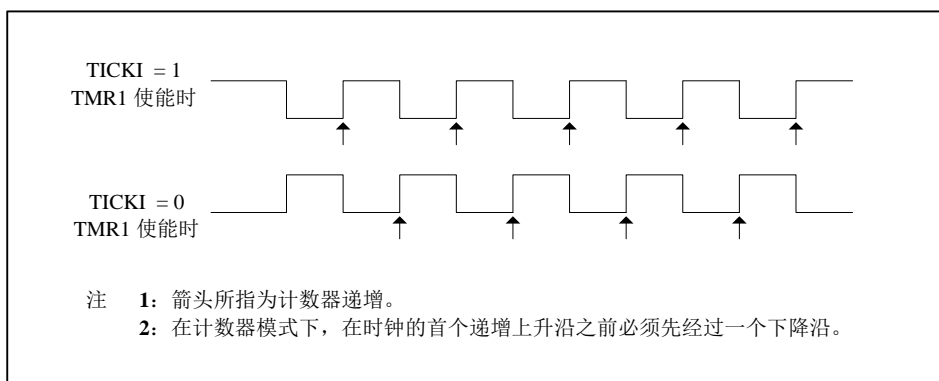 TICKI = 1
TMR1 使能时
TICKI = 0
TMR1 使能时
注 1：箭头所指为计数器递增。
2：在计数器模式下，在时钟的首个递增上升沿之前必须先经过一个下降沿。